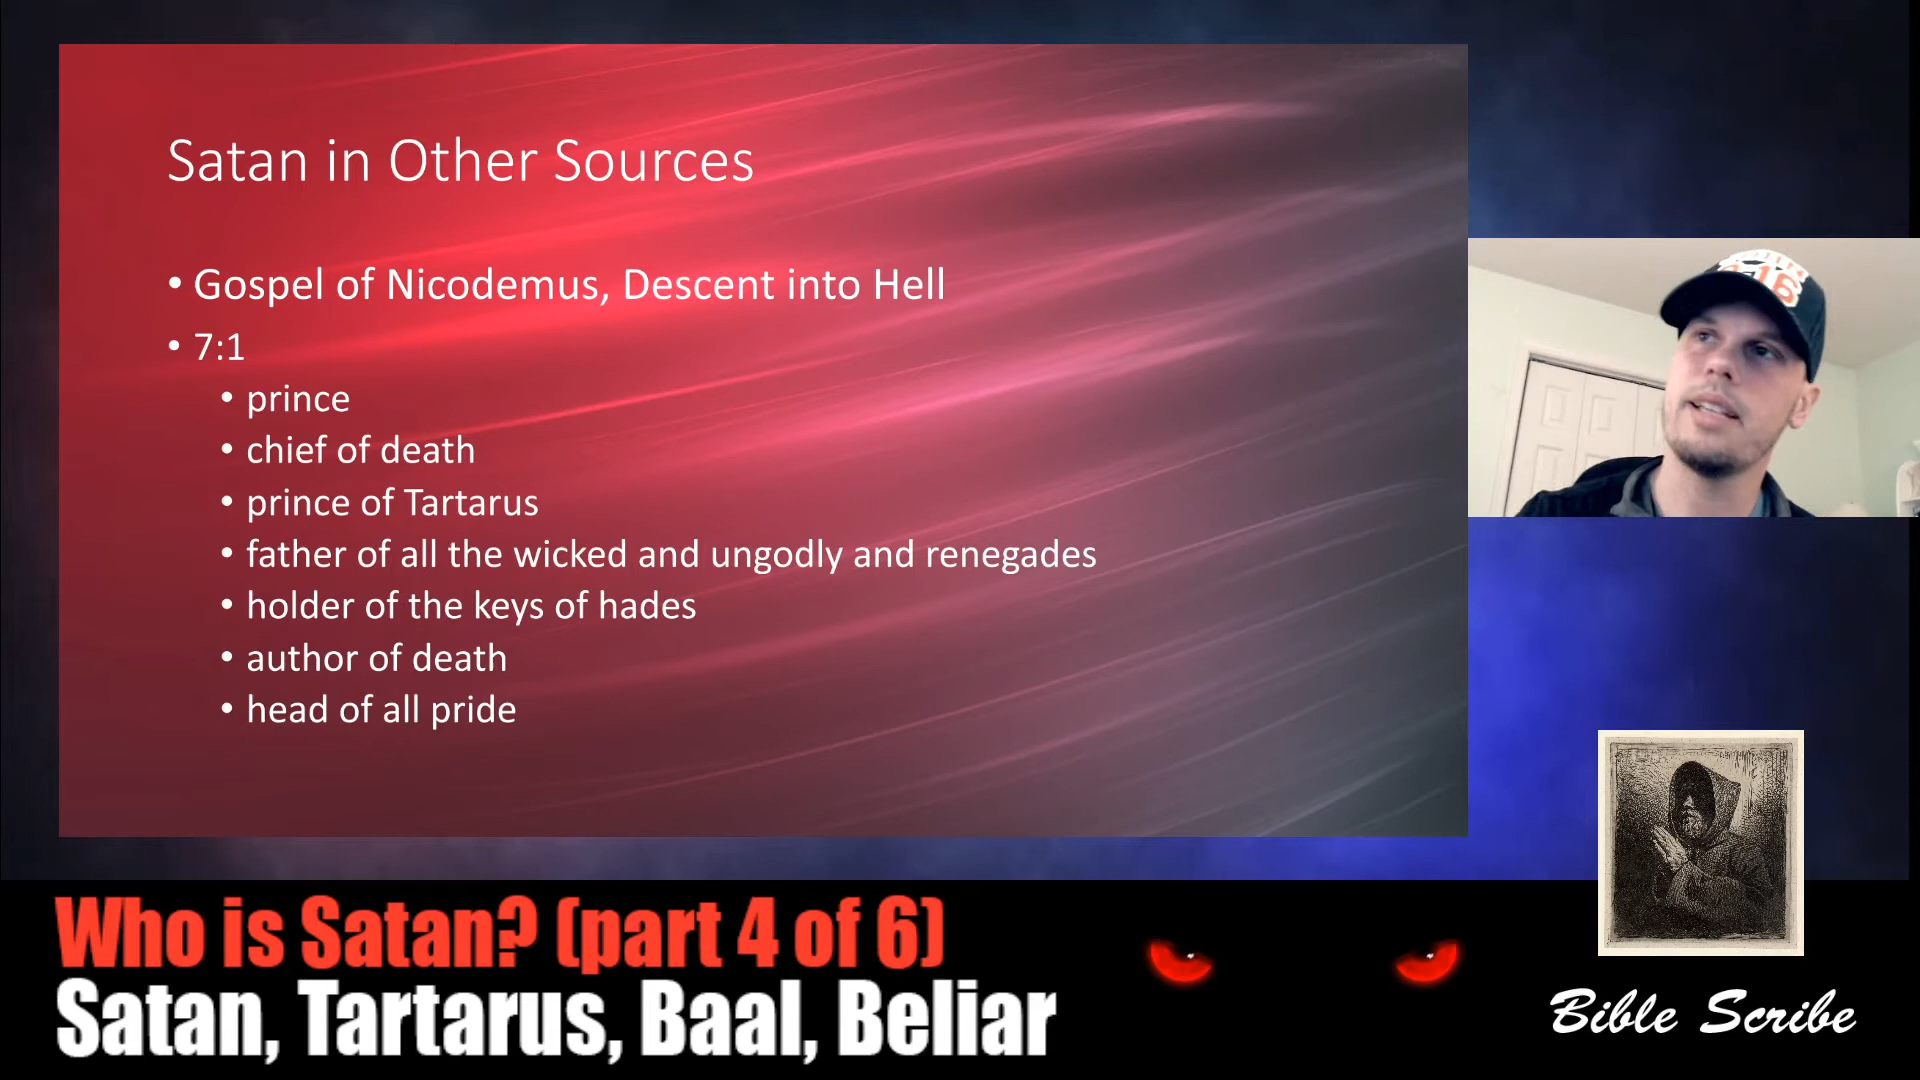 Satan in Other Sources
• Gospel of Nicodemus, Descent into Hell
• 7:1
• prince
• chief of death
• prince of Tartarus
• father of all the wicked and ungodly and renegades
• holder of the keys of hades
• author of death
• head of all pride
Who is Satan? (part 4 of 6)
Satan, Tartarus, Baal, Beliar
Bible Scribe